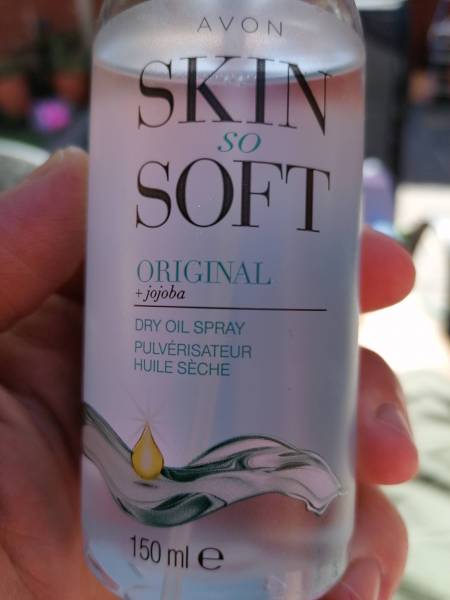 AVON
SKIN
so
SOFT
ORIGINAL
+ jojoba
DRY OIL SPRAY
PULVÉRISATEUR
HUILE SÈCHE
150 ml ℮